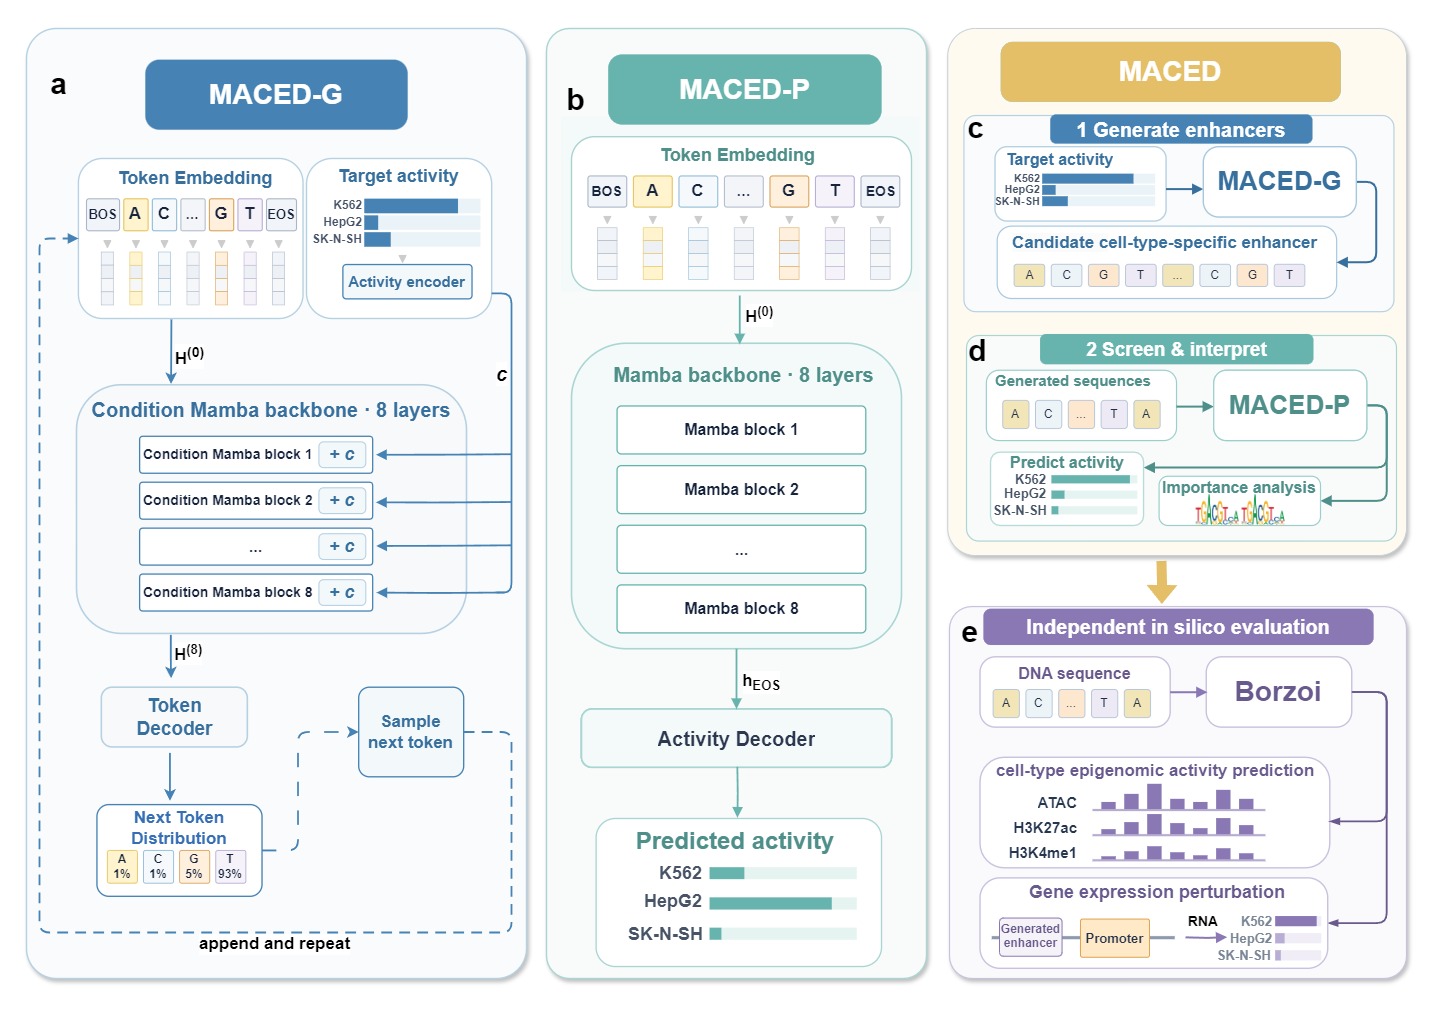 a
MACED-G
Token Embedding
BOS A C ... G T EOS
Target activity
K562
HepG2
SK-N-SH
Activity encoder
H(0)
c
Condition Mamba backbone · 8 layers
Condition Mamba block 1 + c
Condition Mamba block 2 + c
... + c
Condition Mamba block 8 + c
H(8)
Token
Decoder
Sample
next token
Next Token
Distribution
A C G T
1% 1% 5% 93%
append and repeat
b
MACED-P
Token Embedding
BOS A C ... G T EOS
H(0)
Mamba backbone · 8 layers
Mamba block 1
Mamba block 2
...
Mamba block 8
hEOS
Activity Decoder
Predicted activity
K562
HepG2
SK-N-SH
MACED
c
1 Generate enhancers
Target activity
K562
HepG2
SK-N-SH
MACED-G
Candidate cell-type-specific enhancer
A C G T ... C G T
d
2 Screen & interpret
Generated sequences
A C ... T A
MACED-P
Predict activity
K562
HepG2
SK-N-SH
Importance analysis
e
Independent in silico evaluation
DNA sequence
A C ... T A
Borzoi
cell-type epigenomic activity prediction
ATAC
H3K27ac
H3K4me1
Gene expression perturbation
Generated
enhancer
Promoter
RNA
K562
HepG2
SK-N-SH